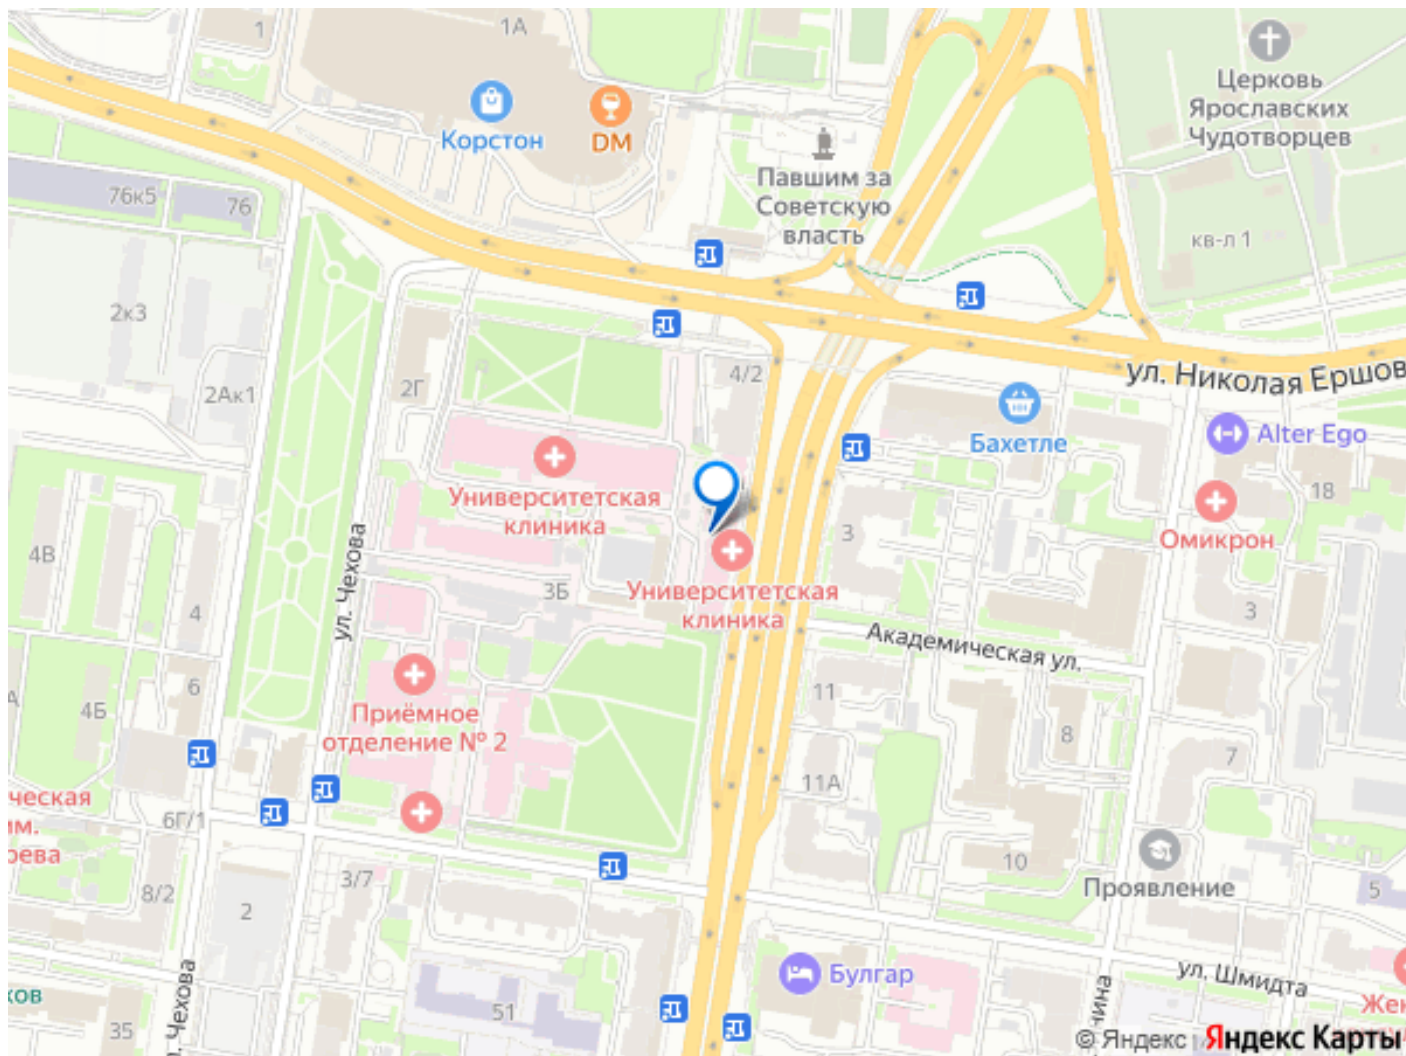 1
1А
Церковь
Ярославских
Чудотворцев
Корстон
DM
Павшим за
Советскую
власть
76к5
76
кв-л 1
2к3
ул. Николая Ершов
4/2
2Г
2Ак1
Бахетле
Alter Ego
18
Университетская
клиника
Омикрон
3
4В
ул. Чехова
3Б
Университетская
клиника
4
3
Академическая ул.
6
4Б
11
8
7
Приёмное
отделение № 2
11А
ческая
им.
рева
6Г/1
10
Проявление
5
3/7
8/2
2
ул. Шмидта
Булгар
. Чехова
ков
51
35
нина
Жен
© Яндекс Яндекс Карты